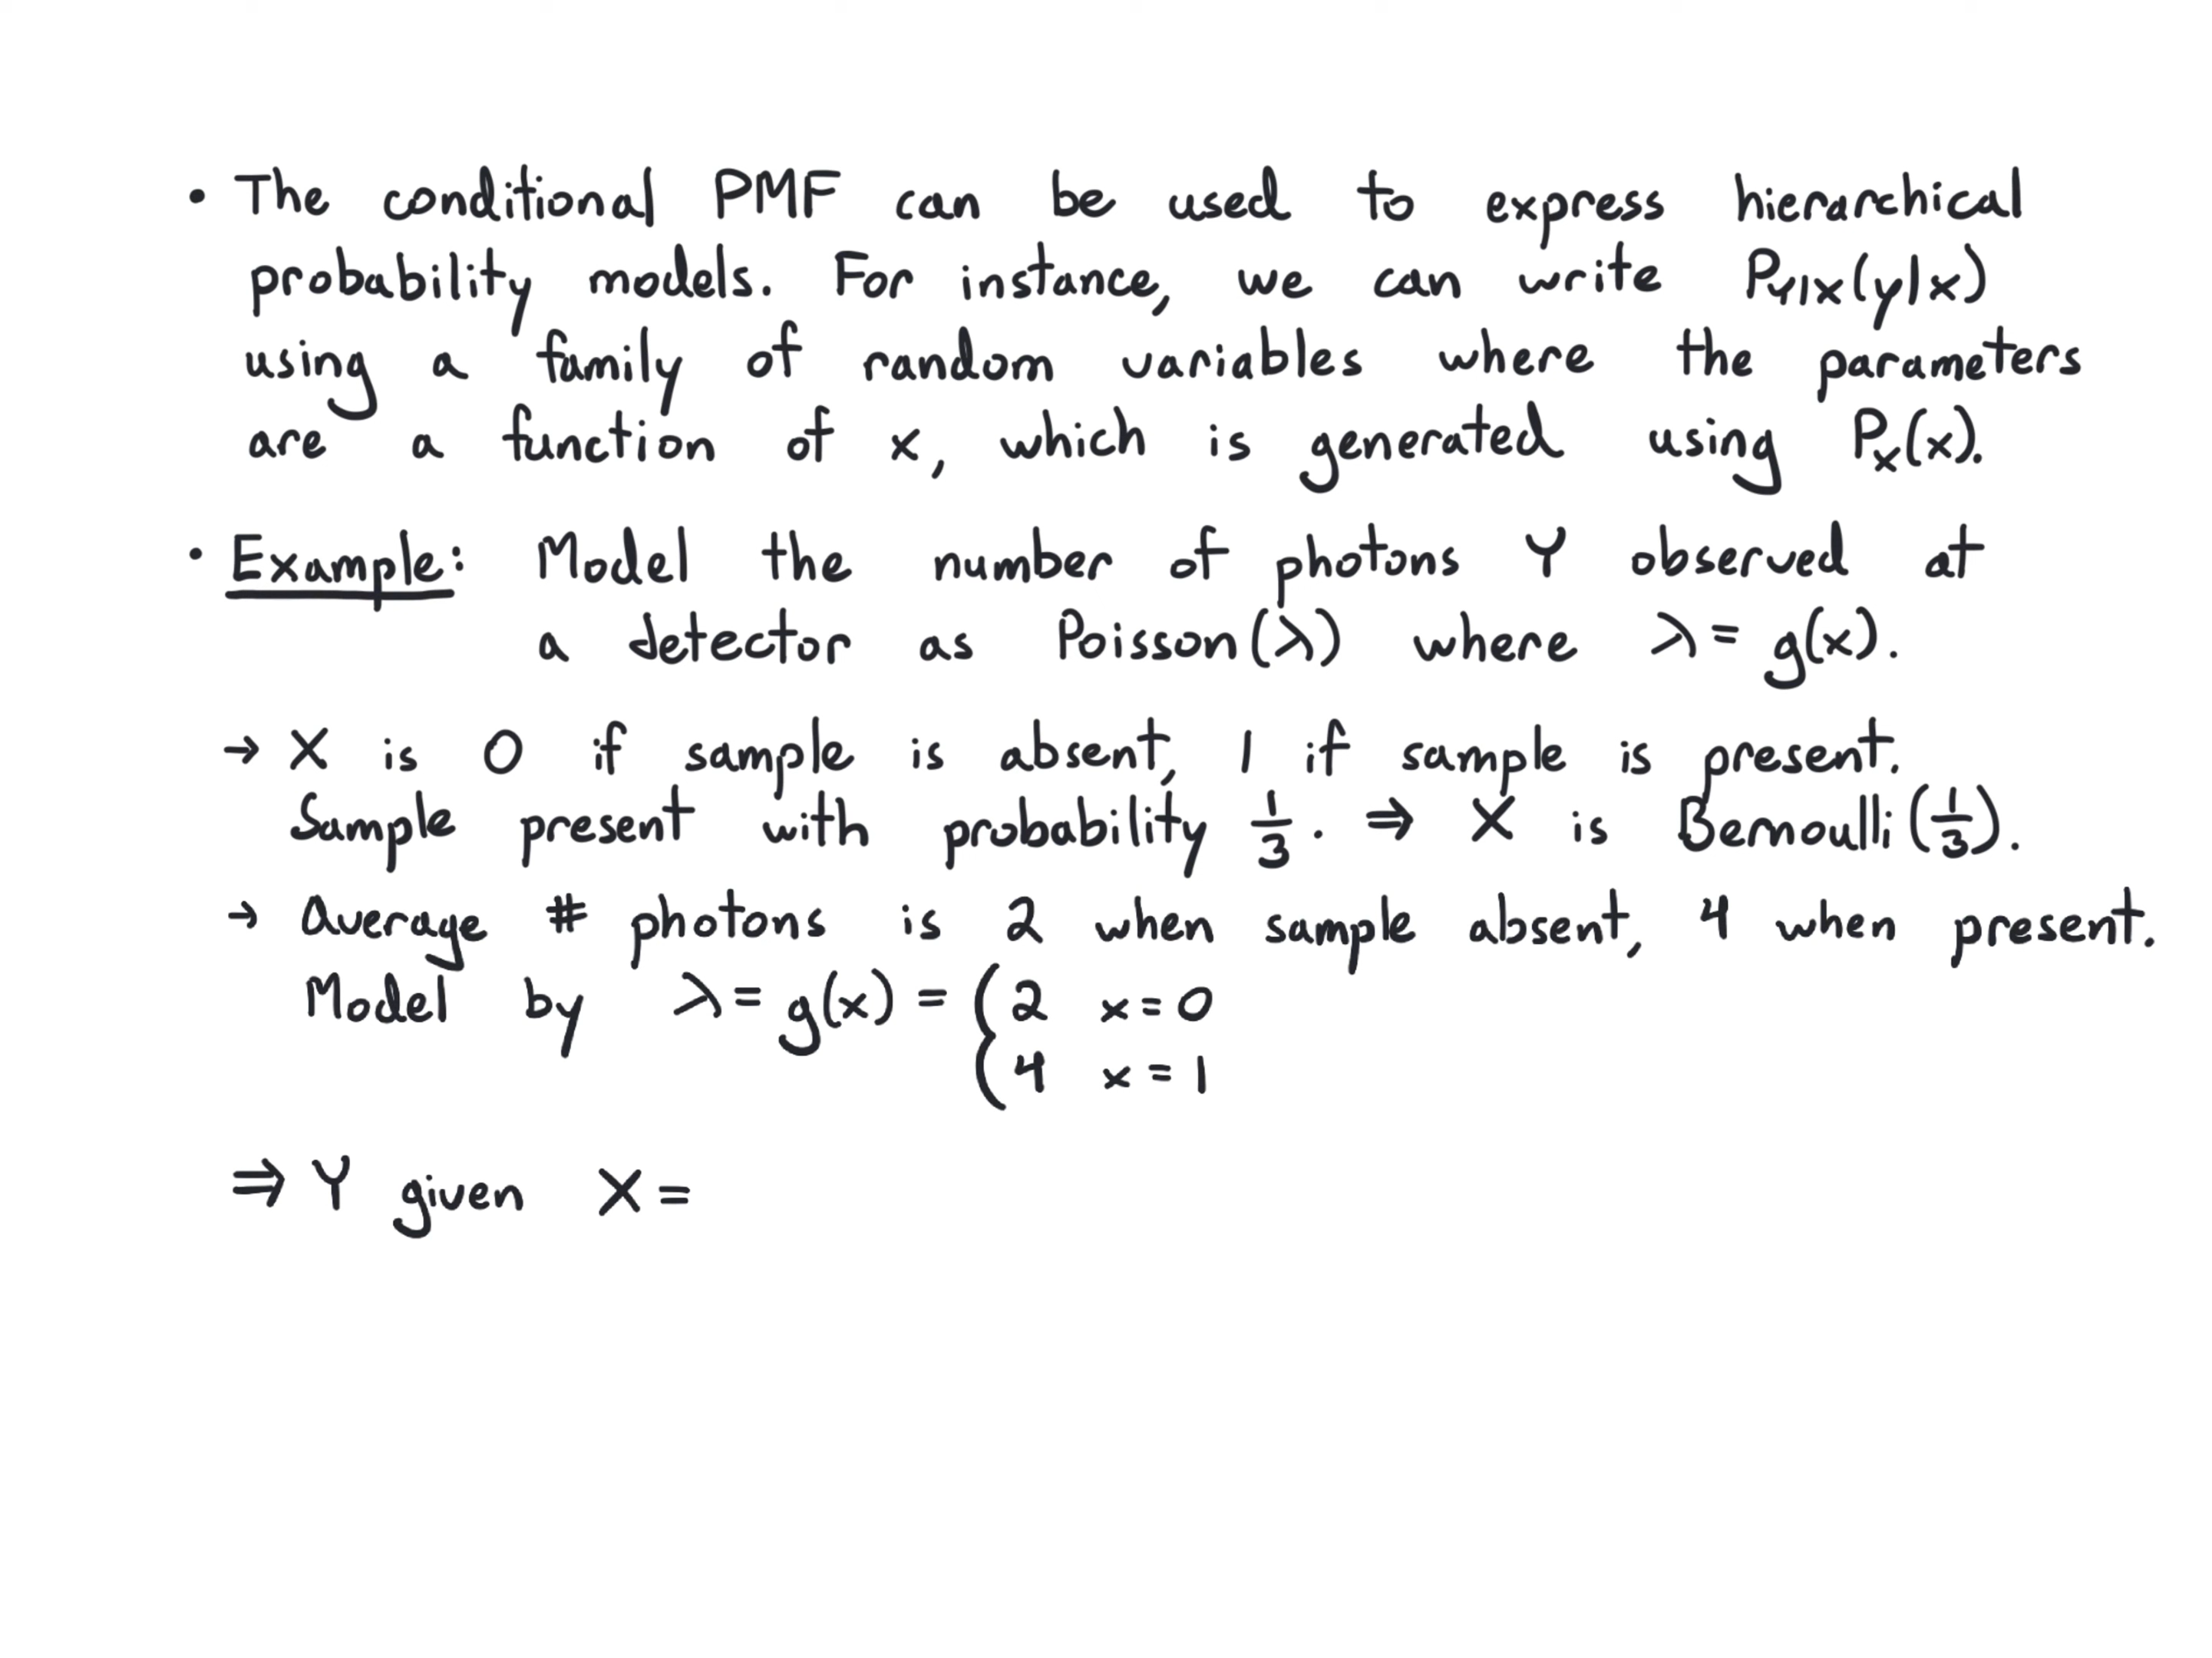 • The conditional PMF can be used to express hierarchical
probability models. For instance, we can write P_{Y|X}(y|x)
using a family of random variables where the parameters
are a function of x, which is generated using P_X(x).
• Example: Model the number of photons Y observed at
a detector as Poisson(λ) where λ = g(x).
→ X is 0 if sample is absent, 1 if sample is present.
Sample present with probability 1/3. ⇒ X is Bernoulli(1/3).
→ Average # photons is 2 when sample absent, 4 when present.
Model by λ = g(x) = { 2 x = 0
4 x = 1
⇒ Y given X =